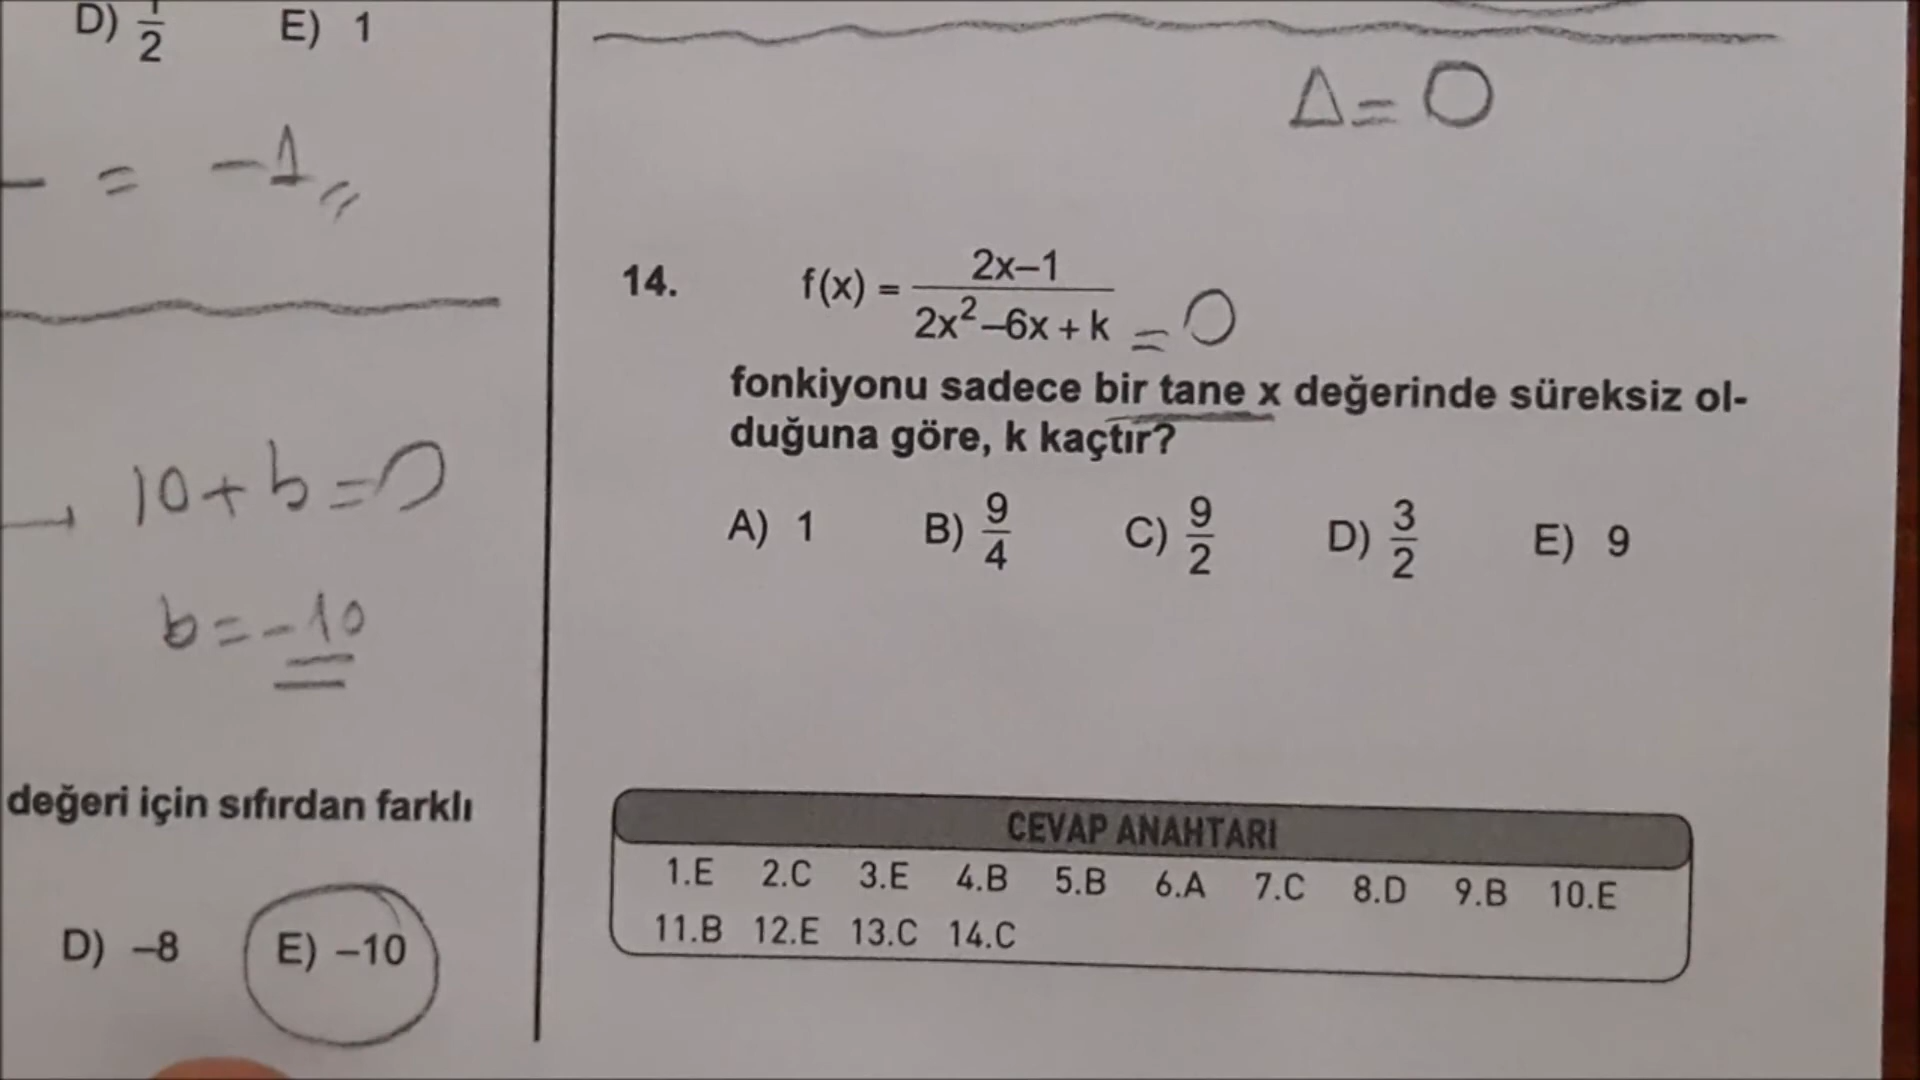 D) 1/2 E) 1
= -1
10 + b = 0
b = -10
değeri için sıfırdan farklı
D) –8 E) –10
Δ = 0
14. f(x) = 2x–1 / 2x²–6x + k = 0
fonkiyonu sadece bir tane x değerinde süreksiz ol-
duğuna göre, k kaçtır?
A) 1 B) 9/4 C) 9/2 D) 3/2 E) 9
CEVAP ANAHTARI
1.E 2.C 3.E 4.B 5.B 6.A 7.C 8.D 9.B 10.E
11.B 12.E 13.C 14.C